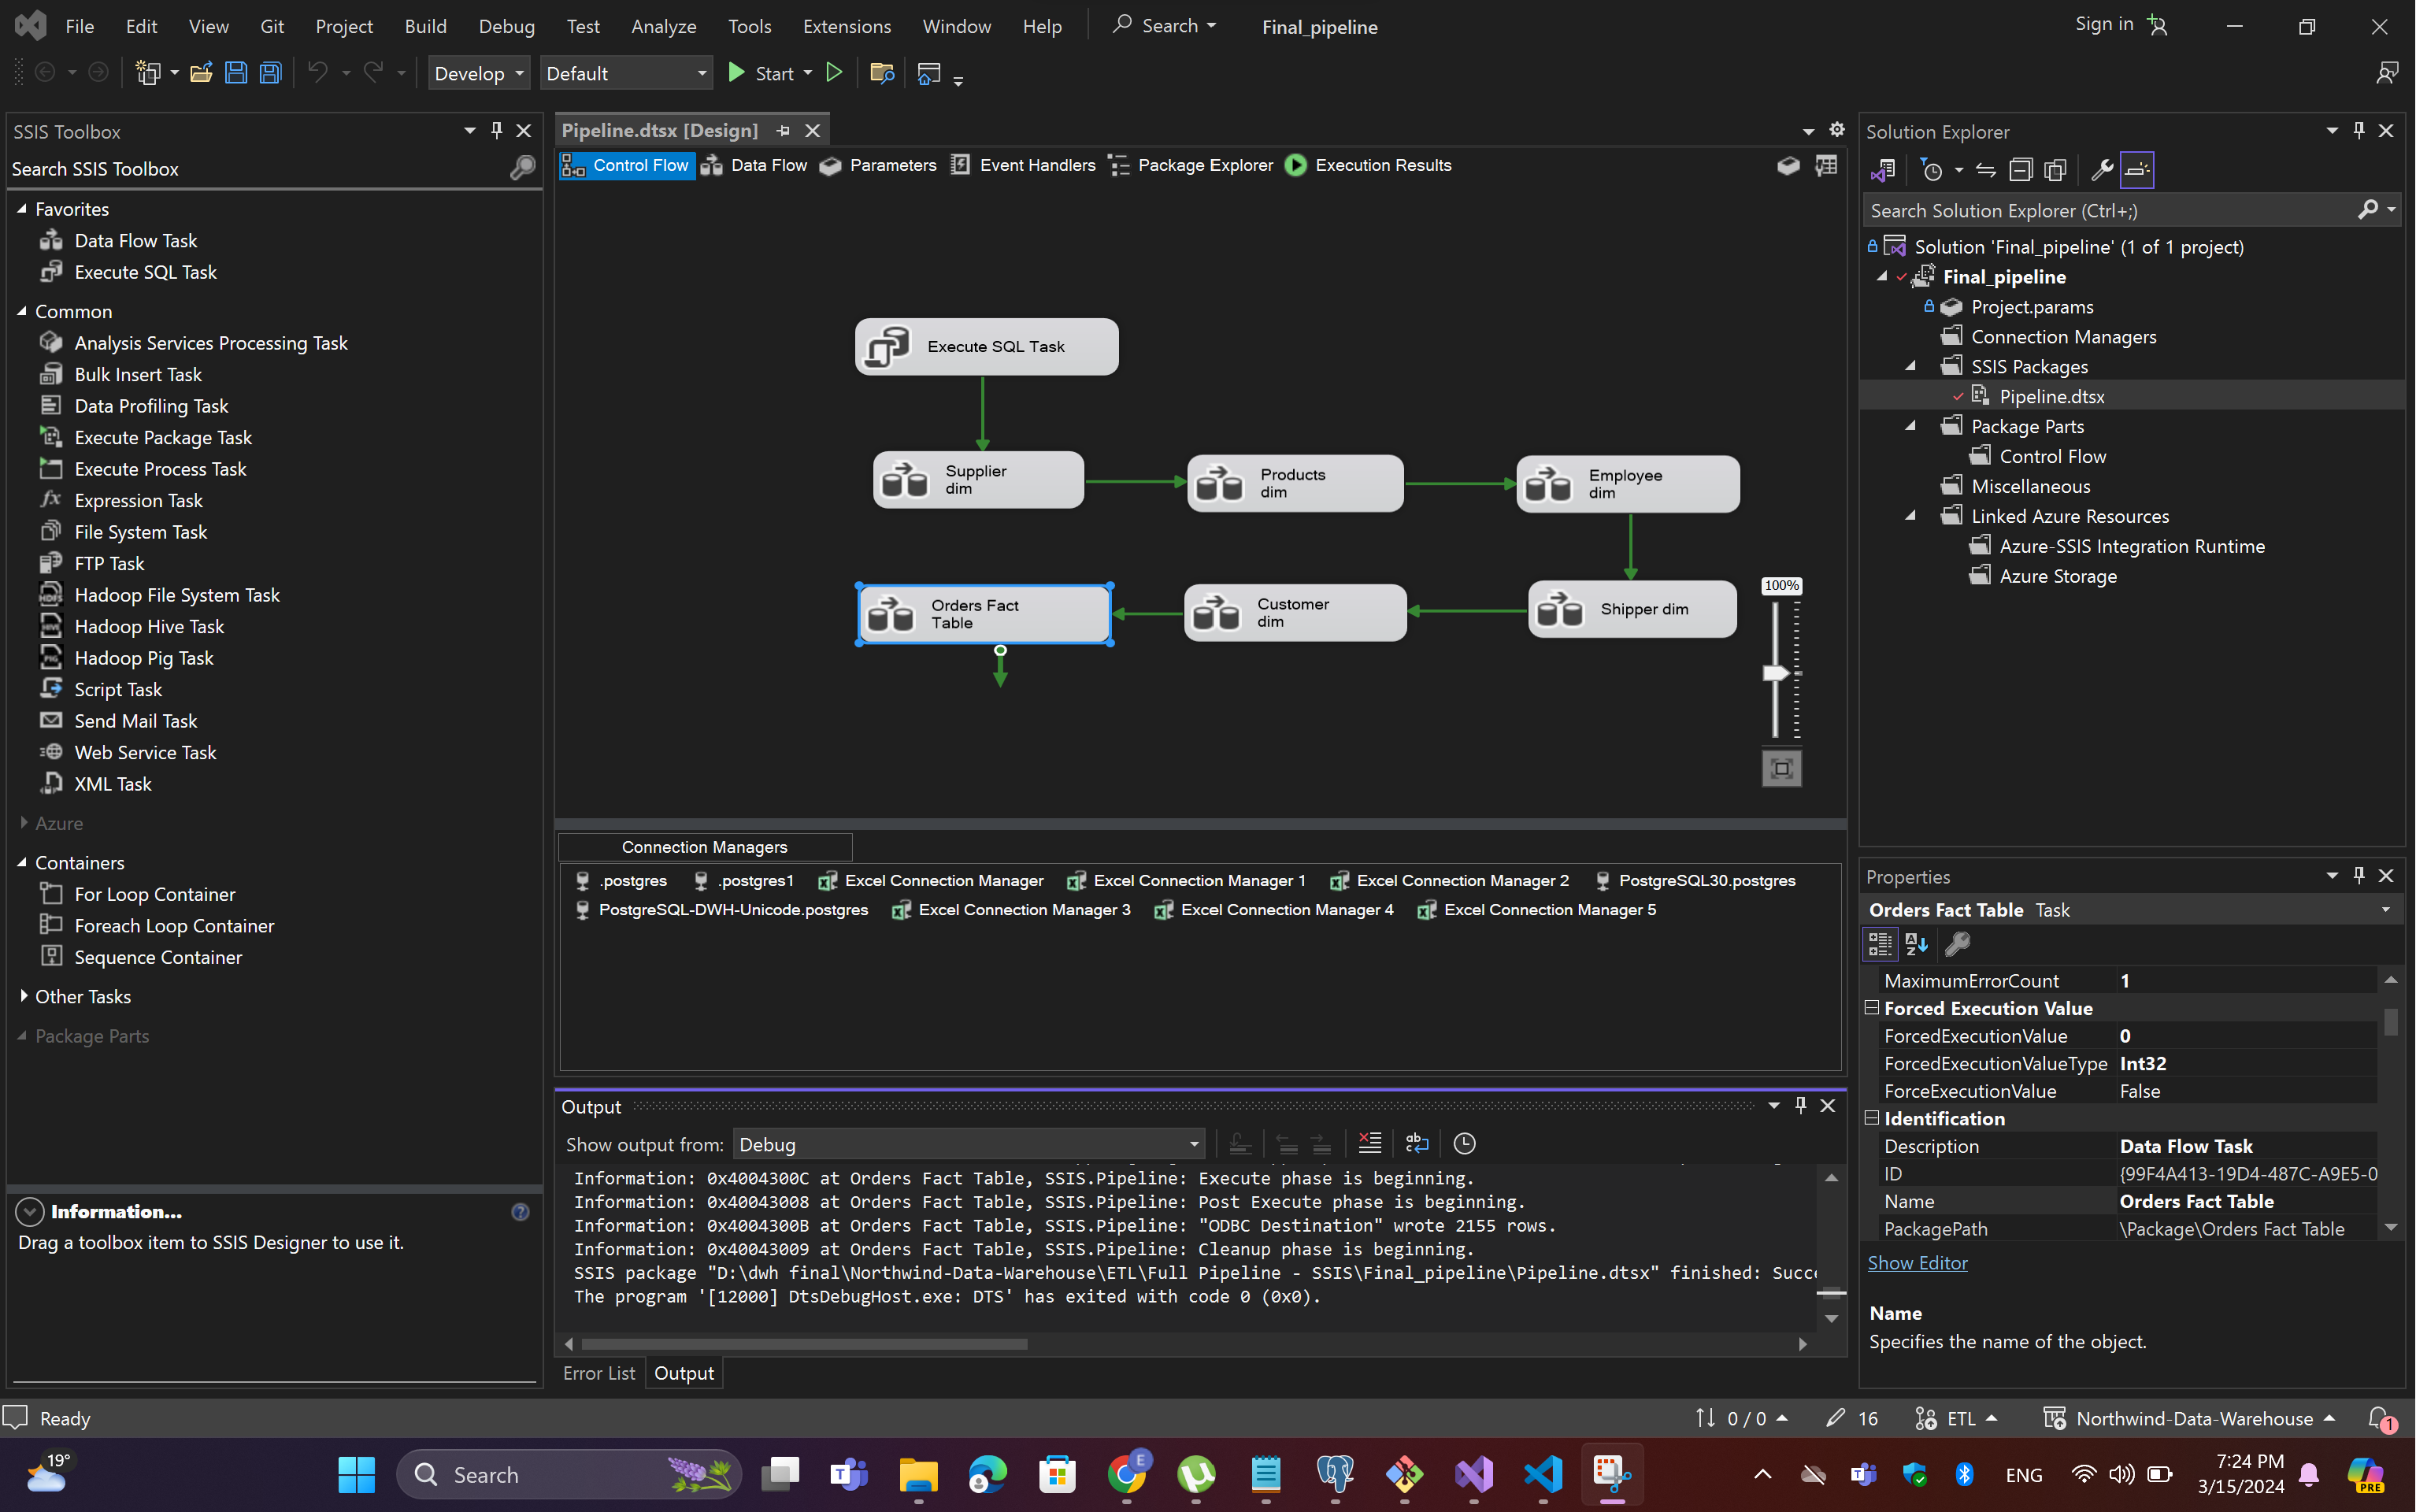 File Edit View Git Project Build Debug Test Analyze Tools Extensions Window Help Search Final_pipeline Sign in
Develop Default Start
SSIS Toolbox
Search SSIS Toolbox
Favorites
Data Flow Task
Execute SQL Task
Common
Analysis Services Processing Task
Bulk Insert Task
Data Profiling Task
Execute Package Task
Execute Process Task
Expression Task
File System Task
FTP Task
Hadoop File System Task
Hadoop Hive Task
Hadoop Pig Task
Script Task
Send Mail Task
Web Service Task
XML Task
Azure
Containers
For Loop Container
Foreach Loop Container
Sequence Container
Other Tasks
Package Parts
Information...
Drag a toolbox item to SSIS Designer to use it.
Pipeline.dtsx [Design]
Control Flow Data Flow Parameters Event Handlers Package Explorer Execution Results
Execute SQL Task
Supplier
dim
Products
dim
Employee
dim
Orders Fact
Table
Customer
dim
Shipper dim
100%
Connection Managers
.postgres .postgres1 Excel Connection Manager Excel Connection Manager 1 Excel Connection Manager 2 PostgreSQL30.postgres
PostgreSQL-DWH-Unicode.postgres Excel Connection Manager 3 Excel Connection Manager 4 Excel Connection Manager 5
Output
Show output from: Debug
Information: 0x4004300C at Orders Fact Table, SSIS.Pipeline: Execute phase is beginning.
Information: 0x40043008 at Orders Fact Table, SSIS.Pipeline: Post Execute phase is beginning.
Information: 0x4004300B at Orders Fact Table, SSIS.Pipeline: "ODBC Destination" wrote 2155 rows.
Information: 0x40043009 at Orders Fact Table, SSIS.Pipeline: Cleanup phase is beginning.
SSIS package "D:\dwh final\Northwind-Data-Warehouse\ETL\Full Pipeline - SSIS\Final_pipeline\Pipeline.dtsx" finished: Succe
The program '[12000] DtsDebugHost.exe: DTS' has exited with code 0 (0x0).
Error List Output
Solution Explorer
Search Solution Explorer (Ctrl+;)
Solution 'Final_pipeline' (1 of 1 project)
Final_pipeline
Project.params
Connection Managers
SSIS Packages
Pipeline.dtsx
Package Parts
Control Flow
Miscellaneous
Linked Azure Resources
Azure-SSIS Integration Runtime
Azure Storage
Properties
Orders Fact Table Task
MaximumErrorCount 1
Forced Execution Value
ForcedExecutionValue 0
ForcedExecutionValueType Int32
ForceExecutionValue False
Identification
Description Data Flow Task
ID {99F4A413-19D4-487C-A9E5-0
Name Orders Fact Table
PackagePath \Package\Orders Fact Table
Show Editor
Name
Specifies the name of the object.
Ready 0 / 0 16 ETL Northwind-Data-Warehouse 1
19° Search E ENG 7:24 PM
3/15/2024 PRE